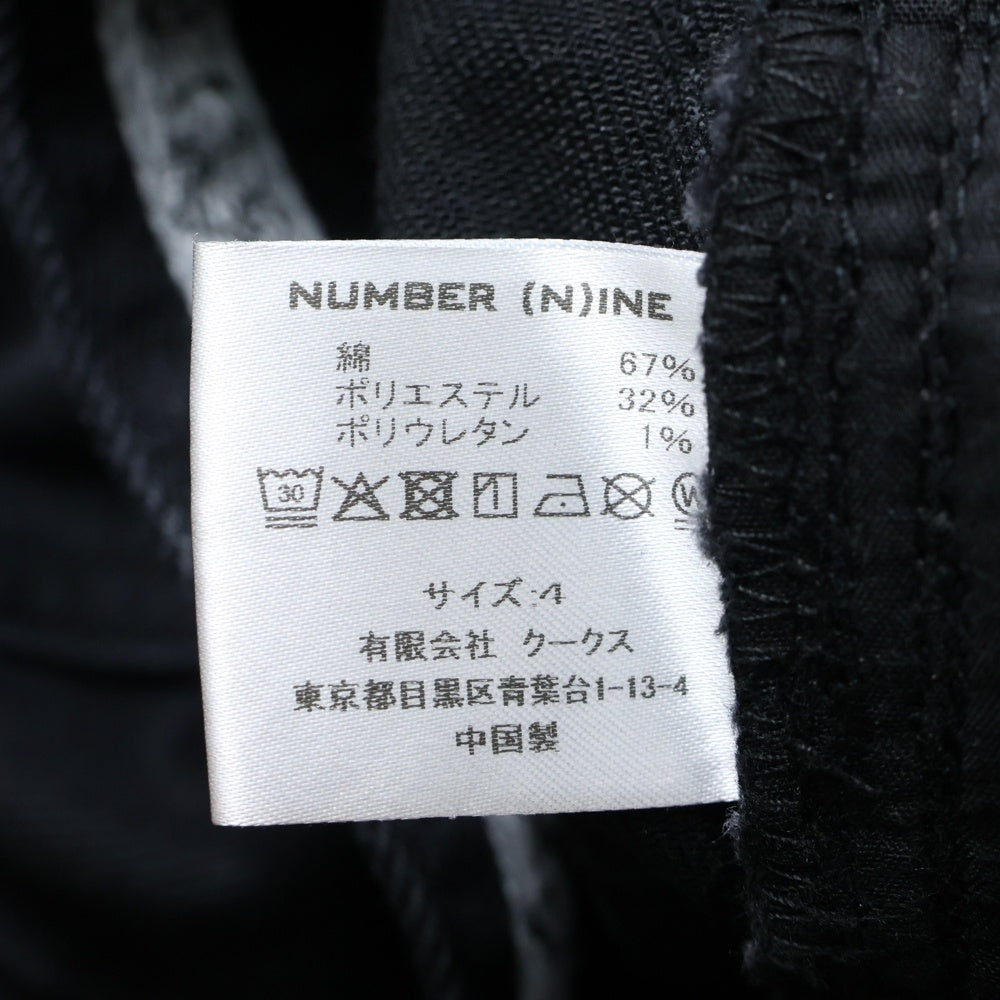 NUMBER (N)INE
綿 67%
ポリエステル 32%
ポリウレタン 1%
30 W
サイズ:4
有限会社 クークス
東京都目黒区青葉台1-13-4
中国製